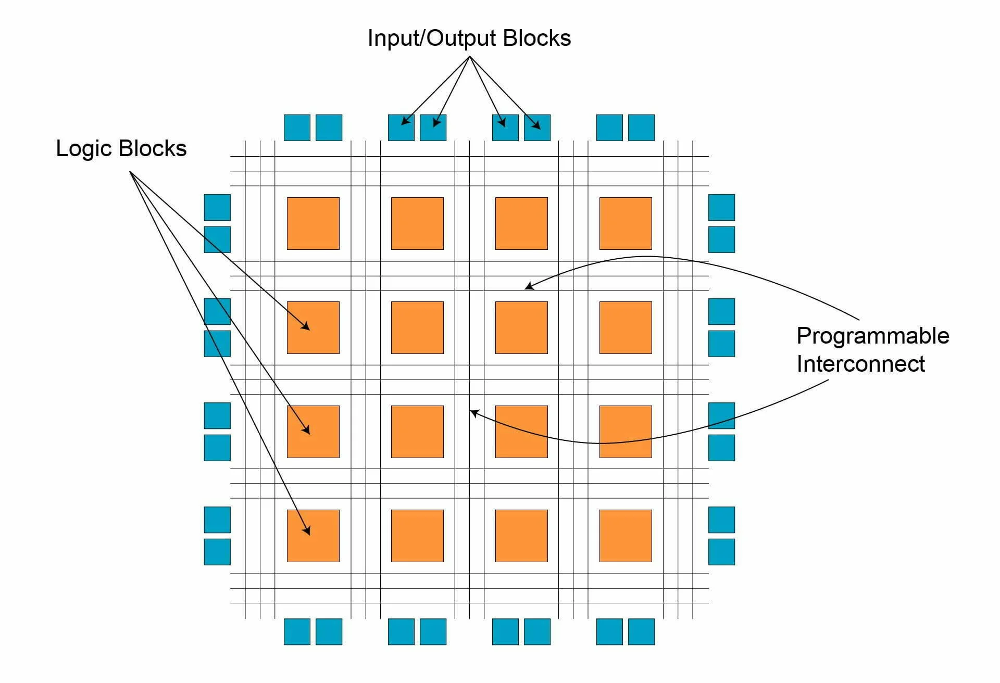 Input/Output Blocks
Logic Blocks
Programmable
Interconnect